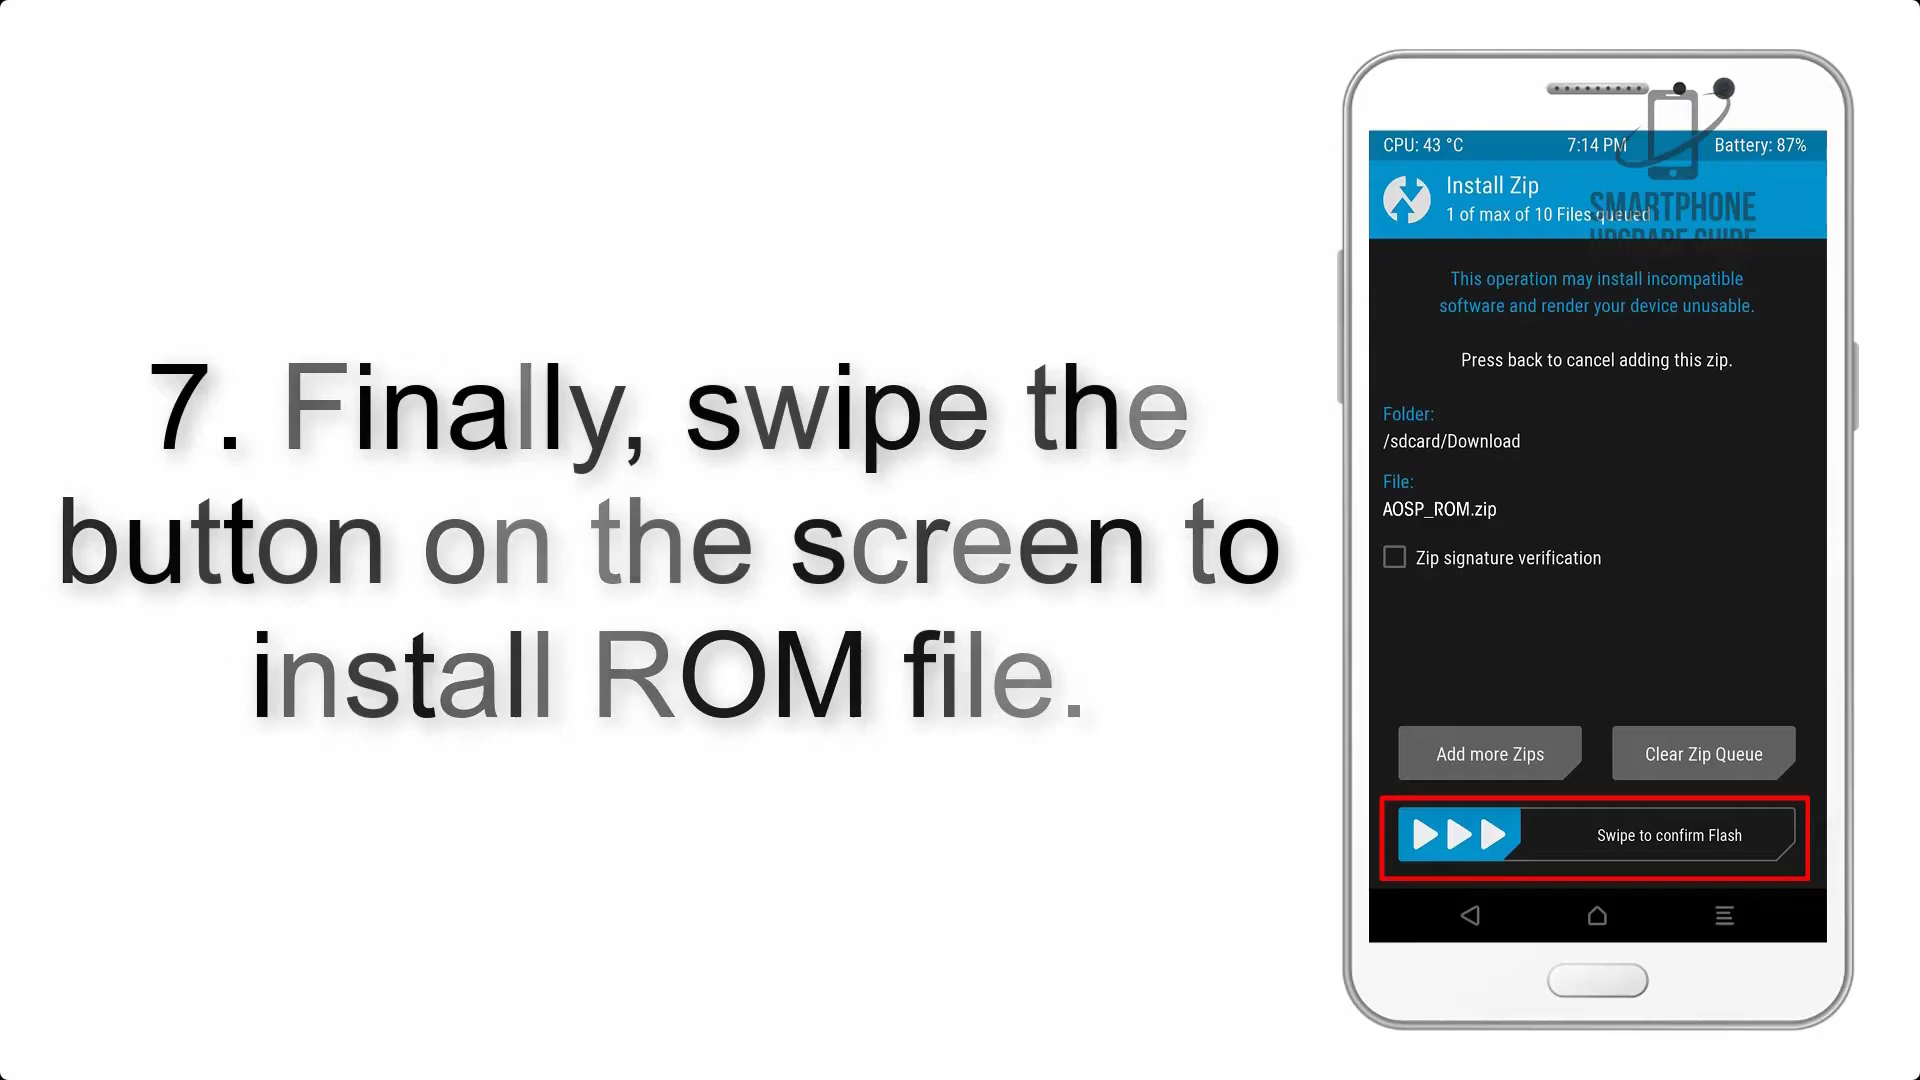 7. Finally, swipe the
button on the screen to
install ROM file.
CPU: 43 °C 7:14 PM Battery: 87%
Install Zip
1 of max of 10 Files queued
SMARTPHONE
UPGRADE GUIDE
This operation may install incompatible
software and render your device unusable.
Press back to cancel adding this zip.
Folder:
/sdcard/Download
File:
AOSP_ROM.zip
Zip signature verification
Add more Zips Clear Zip Queue
Swipe to confirm Flash